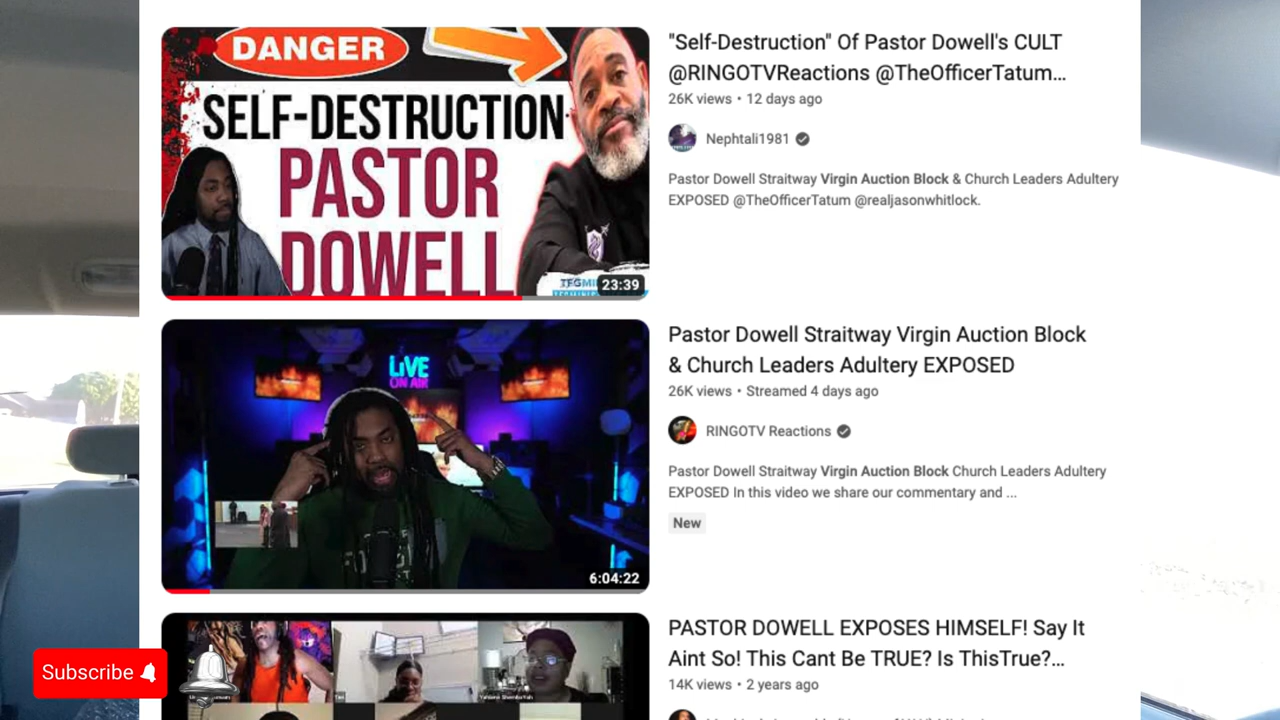 DANGER
SELF-DESTRUCTION
PASTOR
DOWELL
23:39
"Self-Destruction" Of Pastor Dowell's CULT
@RINGOTVReactions @TheOfficerTatum...
26K views • 12 days ago
Nephtali1981
Pastor Dowell Straitway Virgin Auction Block & Church Leaders Adultery
EXPOSED @TheOfficerTatum @realjasonwhitlock.
LIVE
ON AIR
6:04:22
Pastor Dowell Straitway Virgin Auction Block
& Church Leaders Adultery EXPOSED
26K views • Streamed 4 days ago
RINGOTV Reactions
Pastor Dowell Straitway Virgin Auction Block Church Leaders Adultery
EXPOSED In this video we share our commentary and ...
New
PASTOR DOWELL EXPOSES HIMSELF! Say It
Aint So! This Cant Be TRUE? Is ThisTrue?...
14K views • 2 years ago
Subscribe